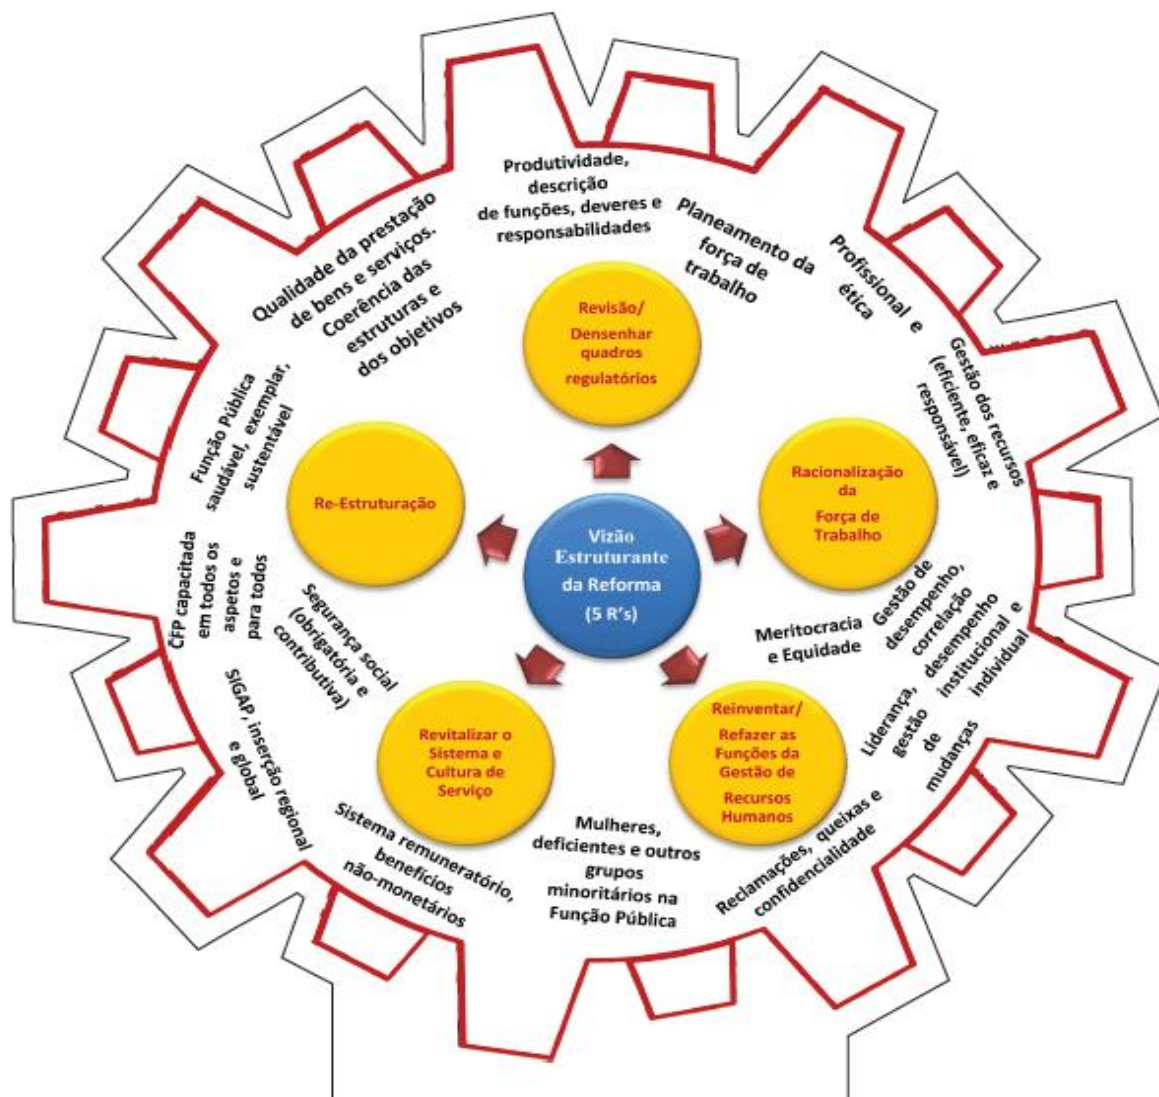 Produtividade,
descrição
de funções, deveres e
responsabilidades
Planeamento da
força de
trabalho
Profissional e
ética
Gestão dos recursos
(eficiente, eficaz e
responsável)
Gestão de
desempenho,
correlação
desempenho
institucional e
individual
Meritocracia
e Equidade
Liderança,
gestão
de
mudanças
Reclamações, queixas e
confidencialidade
Mulheres,
deficientes e outros
grupos
minoritários na
Função Pública
Sistema remuneratório,
benefícios
não-monetários
SIGAP, inserção regional
e global
Segurança social
(obrigatória e
contributiva)
CFP capacitada
em todos os
aspetos e
para todos
Função Pública
saudável, exemplar,
sustentável
Qualidade da prestação
de bens e serviços.
Coerência das
estruturas e
dos objetivos
Revisão/
Densenhar
quadros
regulatórios
Racionalização
da
Força de
Trabalho
Reinventar/
Refazer as
Funções da
Gestão de
Recursos
Humanos
Revitalizar o
Sistema e
Cultura de
Serviço
Re-Estruturação
Vizão
Estruturante
da Reforma
(5 R's)